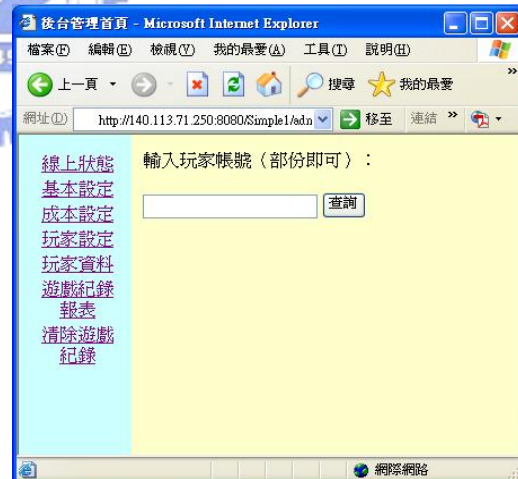 後台管理首頁 - Microsoft Internet Explorer
檔案(F) 編輯(E) 檢視(V) 我的最愛(A) 工具(T) 說明(H)
上一頁 搜尋 我的最愛 »
網址(D) http://140.113.71.250:8080/Simple1/adn 移至 連結 »
線上狀態
基本設定
成本設定
玩家設定
玩家資料
遊戲紀錄
報表
清除遊戲
紀錄
輸入玩家帳號（部份即可）：
查詢
網際網路